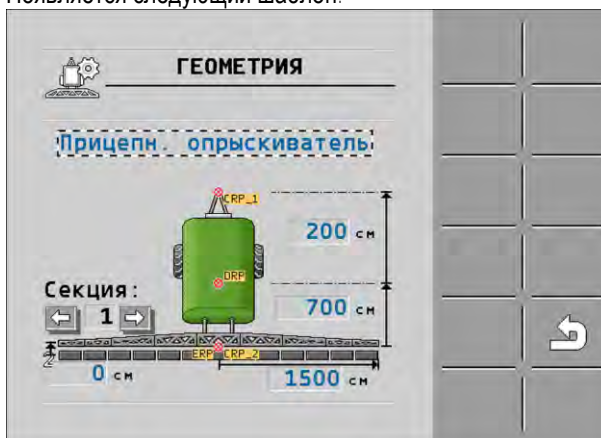 Появляется следующий шаблон:
ГЕОМЕТРИЯ
Прицепн. опрыскиватель
CRP_1
200 см
DRP
Секция:
1
700 см
ERP CRP_2
0 см
1500 см